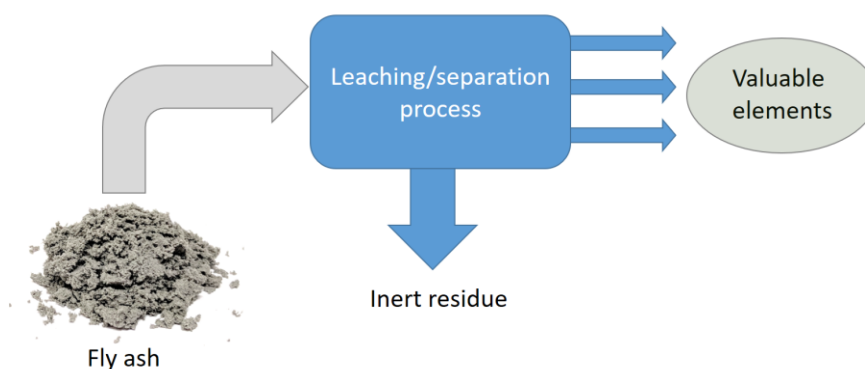 Leaching/separation
process
Valuable
elements
Inert residue
Fly ash